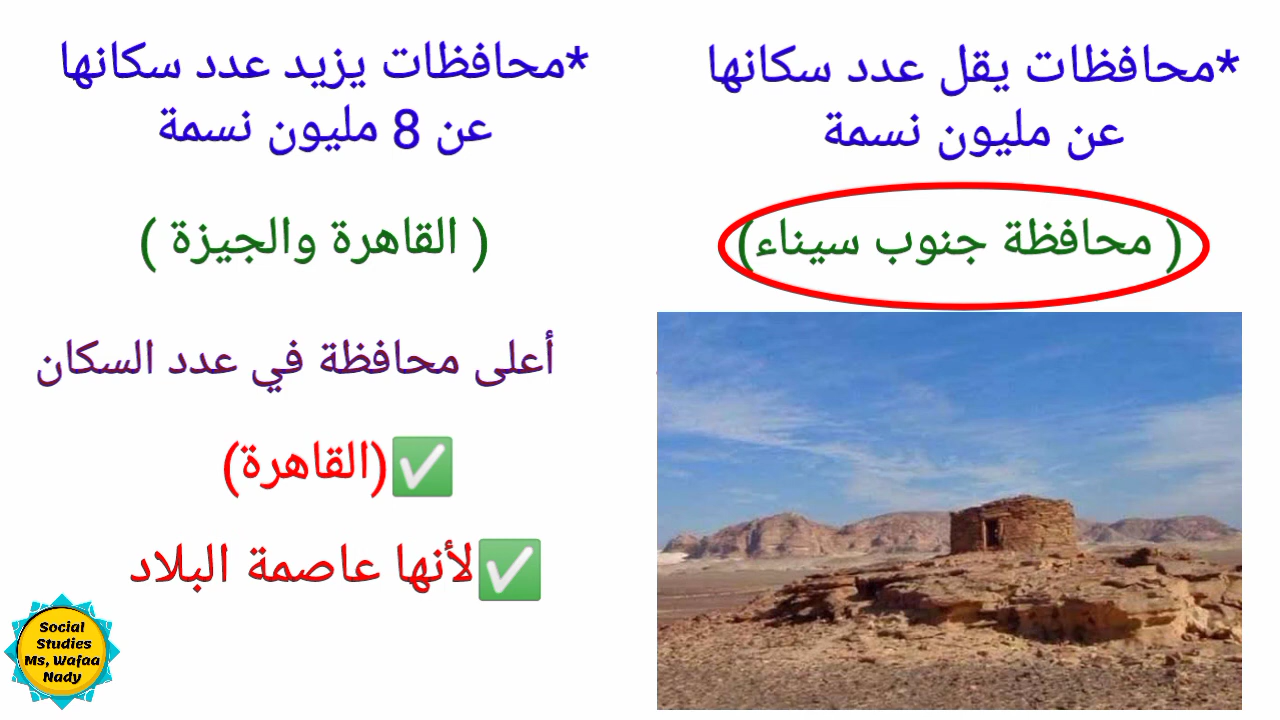 *محافظات يقل عدد سكانها
عن مليون نسمة
( محافظة جنوب سيناء)
*محافظات يزيد عدد سكانها
عن 8 مليون نسمة
( القاهرة والجيزة )
أعلى محافظة في عدد السكان
✅(القاهرة)
✅لأنها عاصمة البلاد
Social
Studies
Ms, Wafaa
Nady